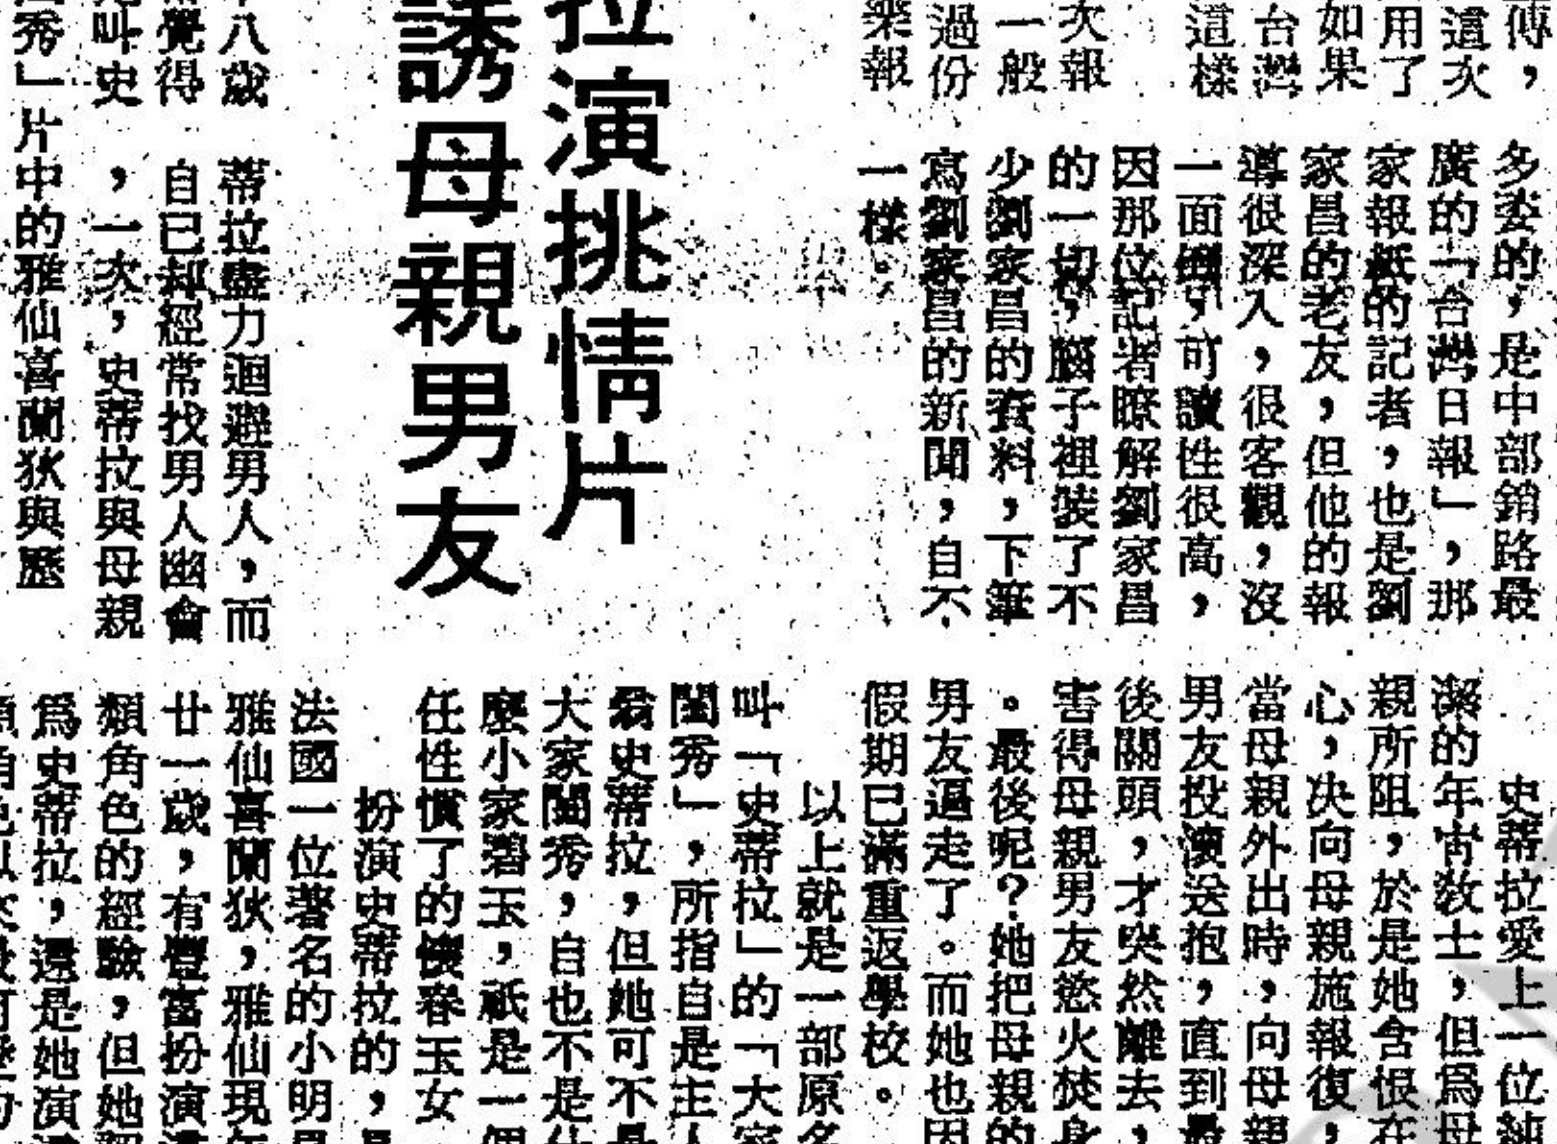 傅，
這次
用了
如果
台灣
這樣
次報
一般
過份
樂報
多姿的，是中部銷路最
廣的「台灣日報」，那
家報紙的記者，也是劉
家昌的老友，但他的報
導很深入，很客觀，沒
一面倒，可讀性很高，
因那位記者瞭解劉家昌
的一切，腦子裡裝了不
少劉家昌的資料，下筆
寫劉家昌的新聞，自不
一樣。
史蒂拉愛上一位純
潔的年宵敎士，但爲母
親所阻，於是她含恨在
心，決向母親施報復，
當母親外出時，向母親
男友投懷送抱，直到最
後關頭，才突然離去，
害得母親男友慾火焚身
。最後呢？她把母親的
男友逼走了。而她也因
假期已滿重返學校。
以上就是一部原名
叫「史蒂拉」的「大家
閨秀」，所指自是主人
翁史蒂拉，但她可不是
大家閨秀，自也不是什
麼小家碧玉，祇是一個
任性慣了的懷春玉女
扮演史蒂拉的，是
法國一位著名的小明星
雅仙喜蘭狄，雅仙現年
廿一歲，有豐富扮演
類角色的經驗，但她
爲史蒂拉，還是她演
拉演挑情片
誘母親男友
八歲
覺得
叫史
秀」片中的雅仙喜蘭狄與歷
蒂拉盡力迴避男人，而
自已却經常找男人幽會
，一次，史蒂拉與母親